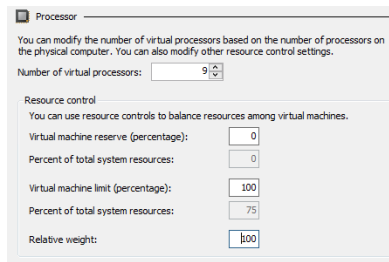 Processor
You can modify the number of virtual processors based on the number of processors on
the physical computer. You can also modify other resource control settings.
Number of virtual processors: 9
Resource control
You can use resource controls to balance resources among virtual machines.
Virtual machine reserve (percentage): 0
Percent of total system resources: 0
Virtual machine limit (percentage): 100
Percent of total system resources: 75
Relative weight: 100